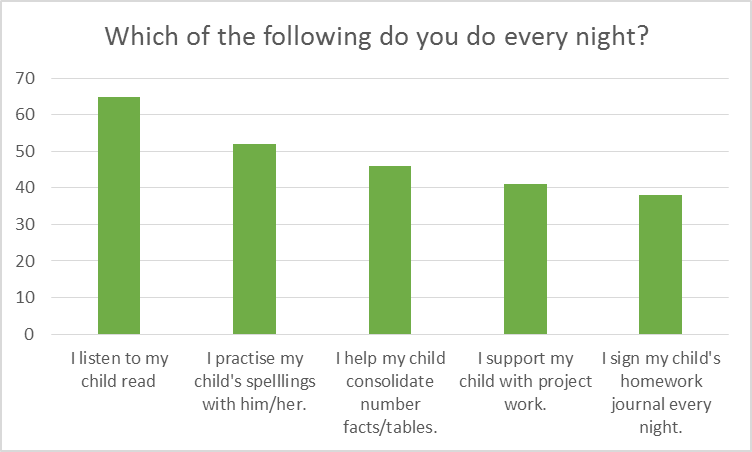 Which of the following do you do every night?
70
60
50
40
30
20
10
0
I listen to my
child read
I practise my
child's spelllings
with him/her.
I help my child
consolidate
number
facts/tables.
I support my
child with project
work.
I sign my child's
homework
journal every
night.